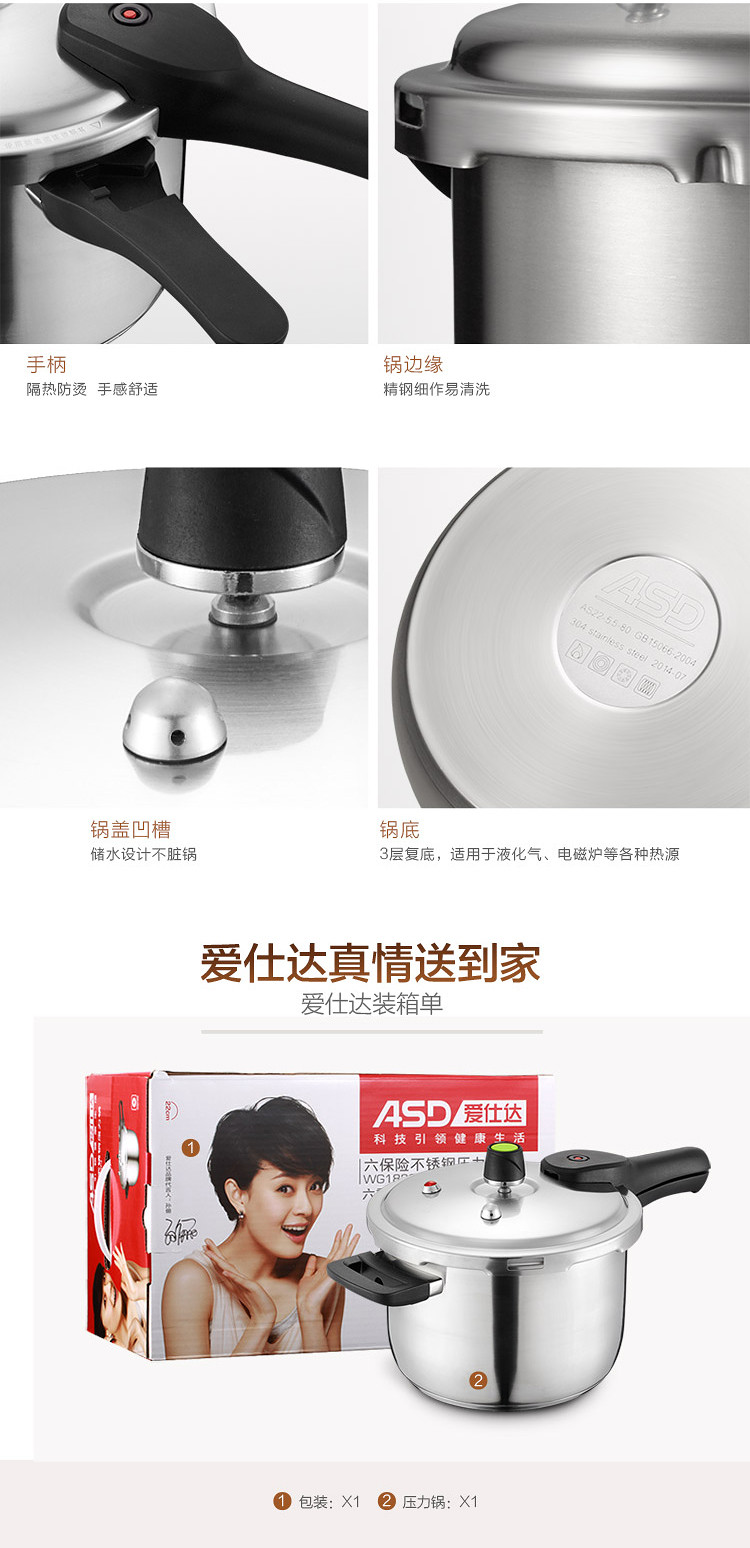 手柄
隔热防烫 手感舒适
锅边缘
精钢细作易清洗
ASD
AS22-5.5-80 GB15066-2004
304 stainless steel 2014-07
锅盖凹槽
储水设计不脏锅
锅底
3层复底，适用于液化气、电磁炉等各种热源
爱仕达真情送到家
爱仕达装箱单
22cm
ASD 爱仕达
科技引领健康生活
六保险不锈钢压力
1
2
1 包装：X1 2 压力锅：X1